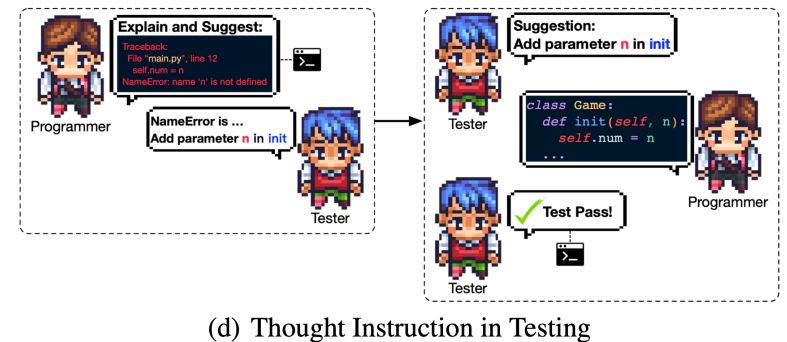 Explain and Suggest:
Traceback:
File "main.py", line 12
self.num = n
NameError: name 'n' is not defined
Programmer
NameError is ...
Add parameter n in init
Tester
Suggestion:
Add parameter n in init
Tester
class Game:
def init(self, n):
self.num = n
...
Programmer
Test Pass!
Tester
(d) Thought Instruction in Testing